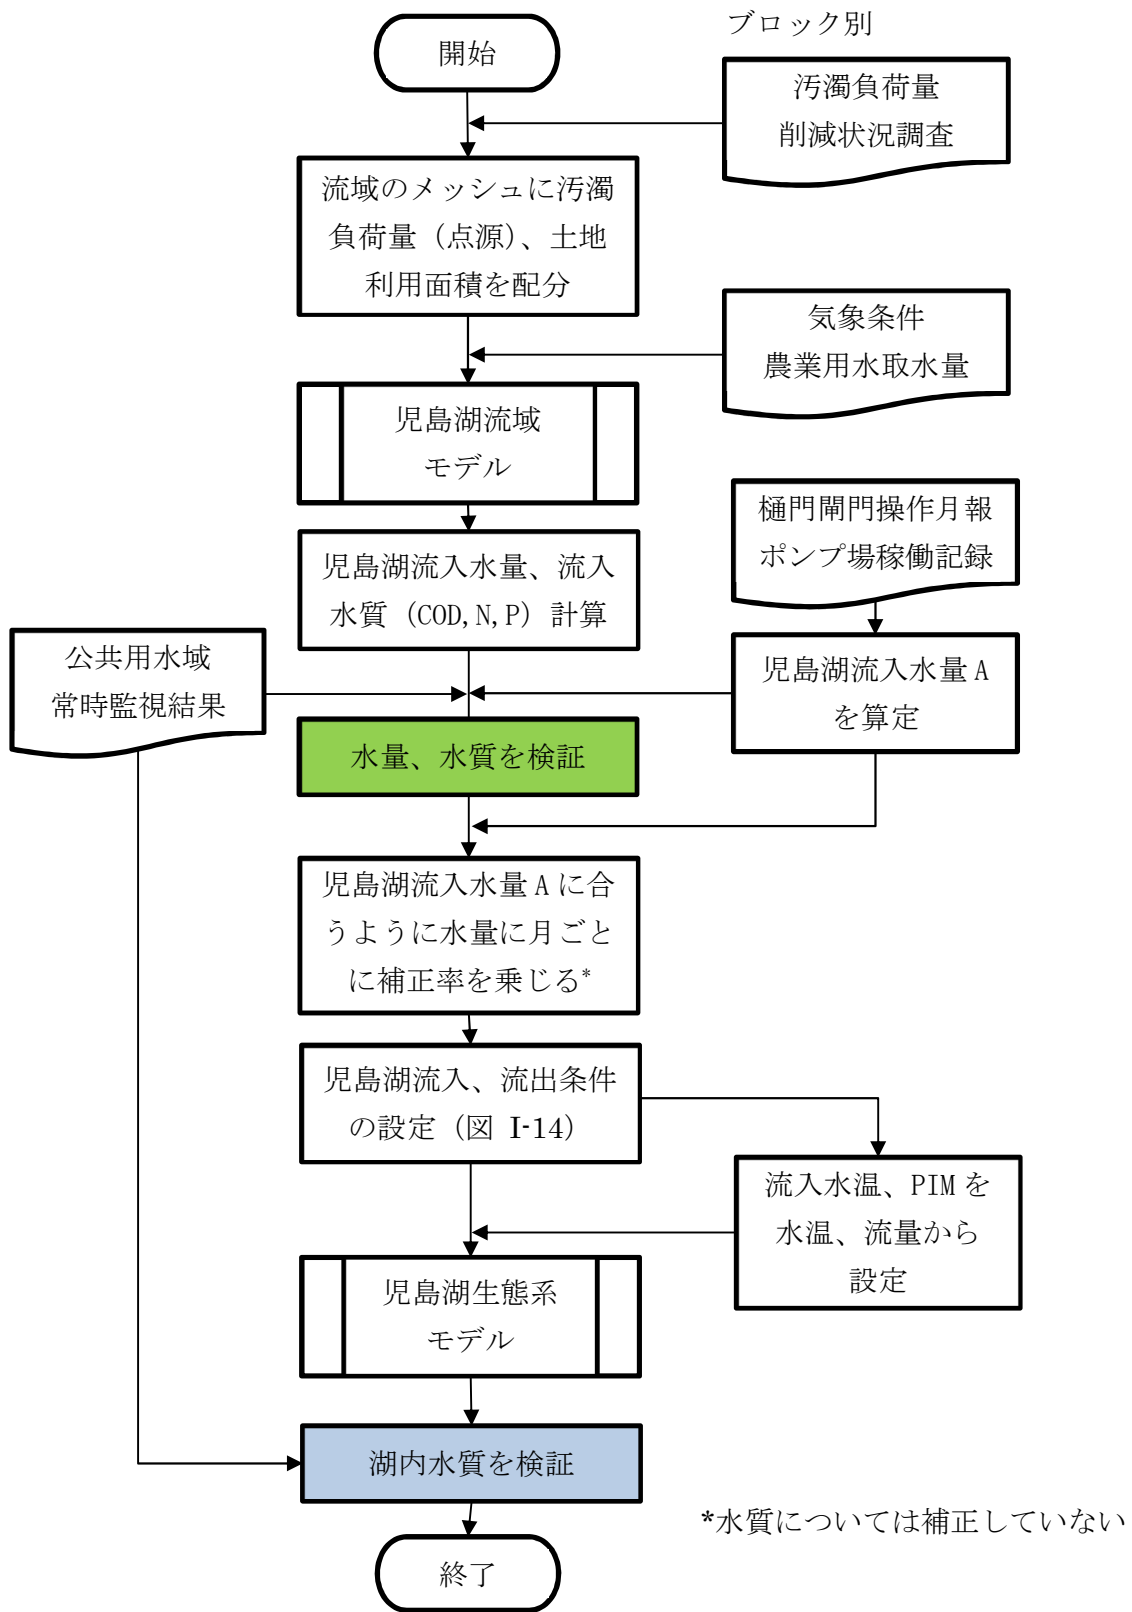 ブロック別
開始
汚濁負荷量
削減状況調査
流域のメッシュに汚濁
負荷量（点源）、土地
利用面積を配分
気象条件
農業用水取水量
児島湖流域
モデル
樋門閘門操作月報
ポンプ場稼働記録
児島湖流入水量、流入
水質（COD,N,P）計算
公共用水域
常時監視結果
児島湖流入水量 A
を算定
水量、水質を検証
児島湖流入水量 A に合
うように水量に月ごと
に補正率を乗じる*
児島湖流入、流出条件
の設定（図 I-14）
流入水温、PIM を
水温、流量から
設定
児島湖生態系
モデル
湖内水質を検証
*水質については補正していない
終了